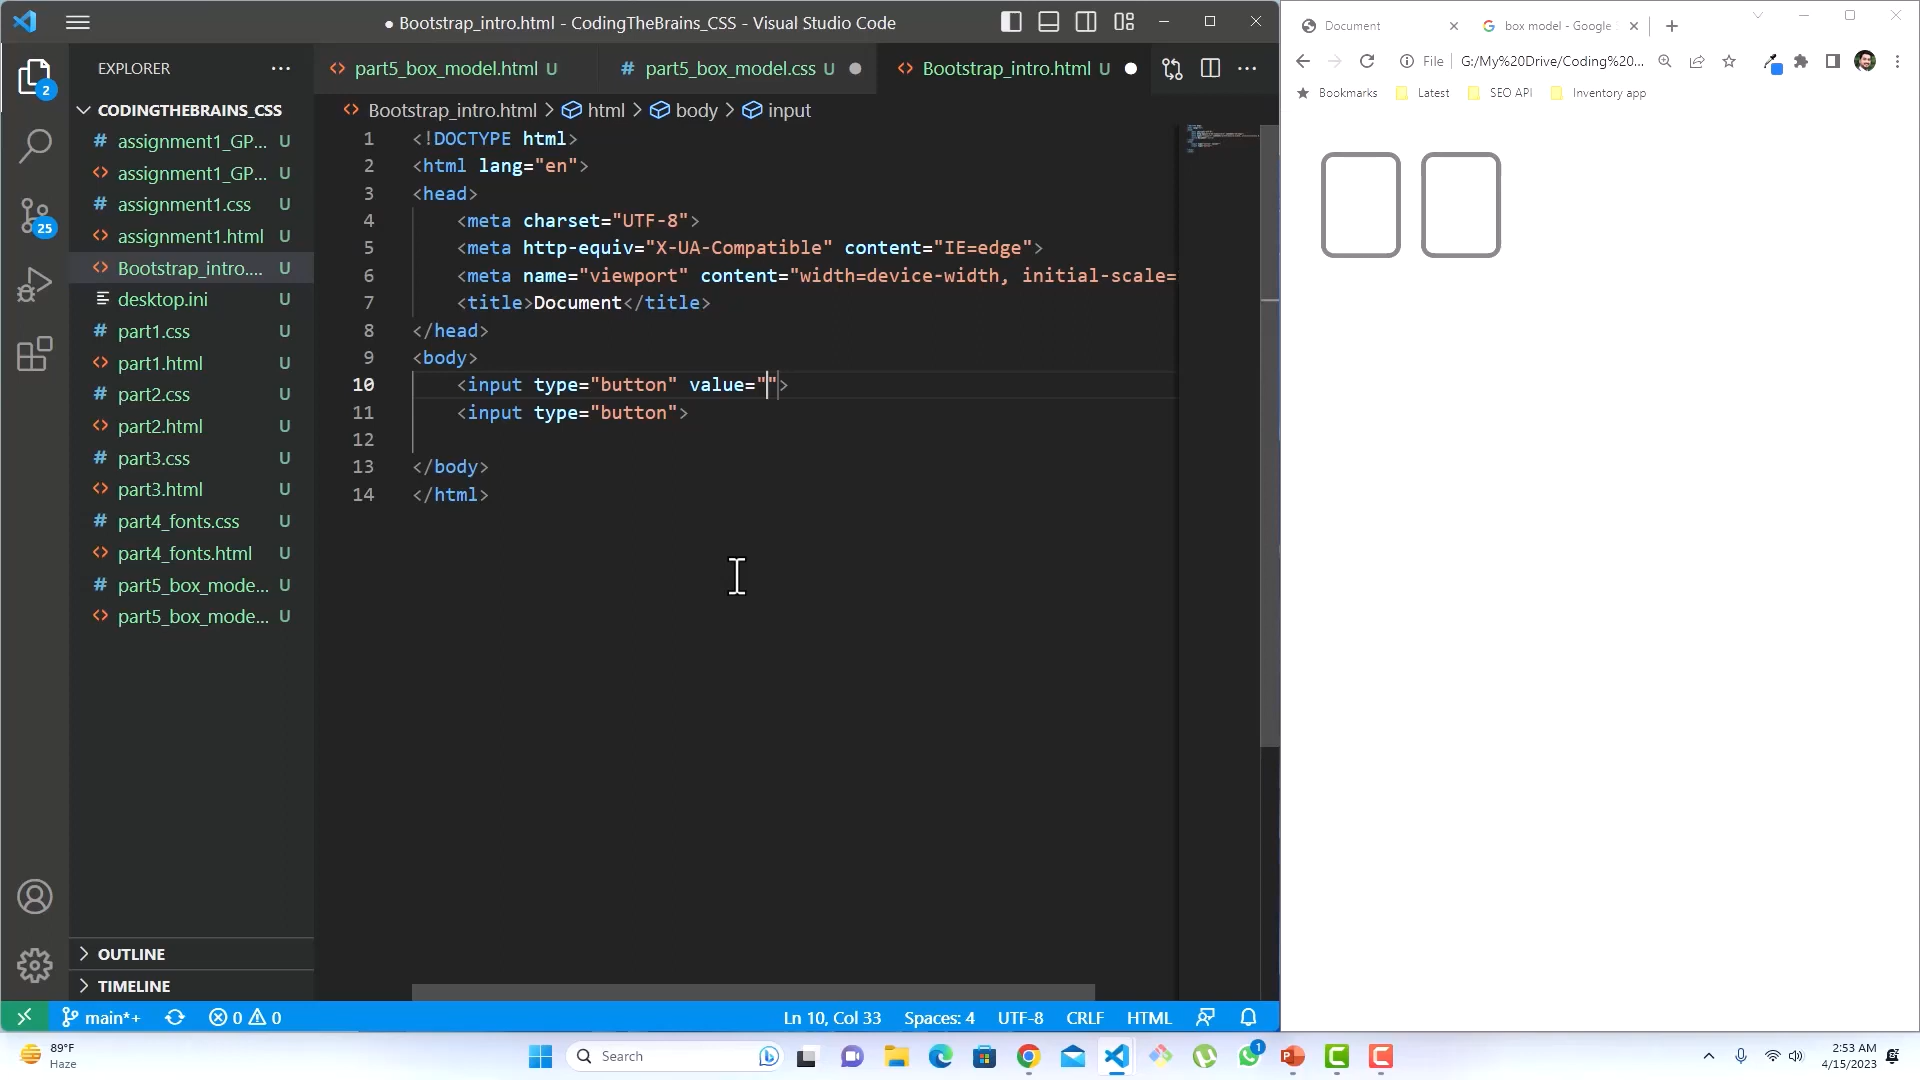 ● Bootstrap_intro.html - CodingTheBrains_CSS - Visual Studio Code
EXPLORER
part5_box_model.html U
# part5_box_model.css U
Bootstrap_intro.html U
CODINGTHEBRAINS_CSS
Bootstrap_intro.html > html > body > input
# assignment1_GP... U
<> assignment1_GP... U
# assignment1.css U
<> assignment1.html U
<> Bootstrap_intro.... U
desktop.ini U
# part1.css U
<> part1.html U
# part2.css U
<> part2.html U
# part3.css U
<> part3.html U
# part4_fonts.css U
<> part4_fonts.html U
# part5_box_mode... U
<> part5_box_mode... U
OUTLINE
TIMELINE
2
25
1 <!DOCTYPE html>
2 <html lang="en">
3 <head>
4 <meta charset="UTF-8">
5 <meta http-equiv="X-UA-Compatible" content="IE=edge">
6 <meta name="viewport" content="width=device-width, initial-scale=
7 <title>Document</title>
8 </head>
9 <body>
10 <input type="button" value="">
11 <input type="button">
12
13 </body>
14 </html>
main*+ 0 0 Ln 10, Col 33 Spaces: 4 UTF-8 CRLF HTML
Document
box model - Google
File G:/My%20Drive/Coding%20...
Bookmarks Latest SEO API Inventory app
89°F
Haze
Search
1
2:53 AM
4/15/2023